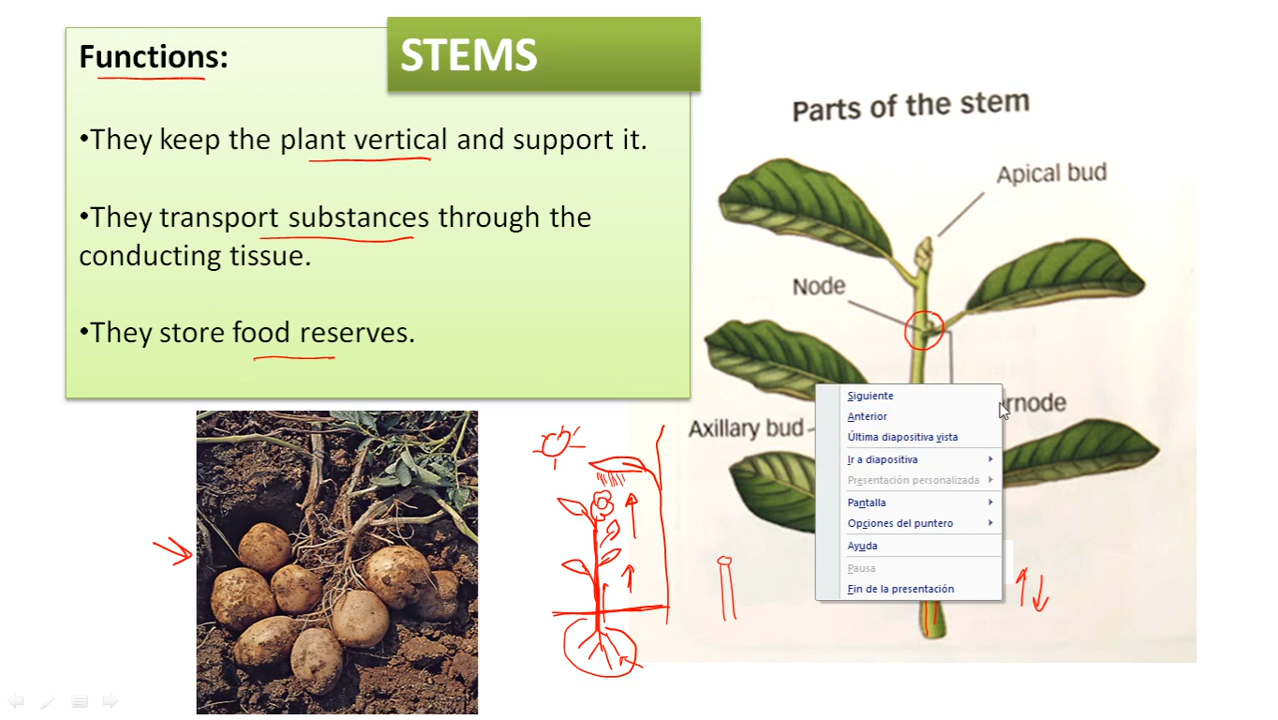 STEMS
Functions:
•They keep the plant vertical and support it.
•They transport substances through the
conducting tissue.
•They store food reserves.
Parts of the stem
Apical bud
Node
rnode
Axillary bud
Siguiente
Anterior
Última diapositiva vista
Ir a diapositiva
Presentación personalizada
Pantalla
Opciones del puntero
Ayuda
Pausa
Fin de la presentación